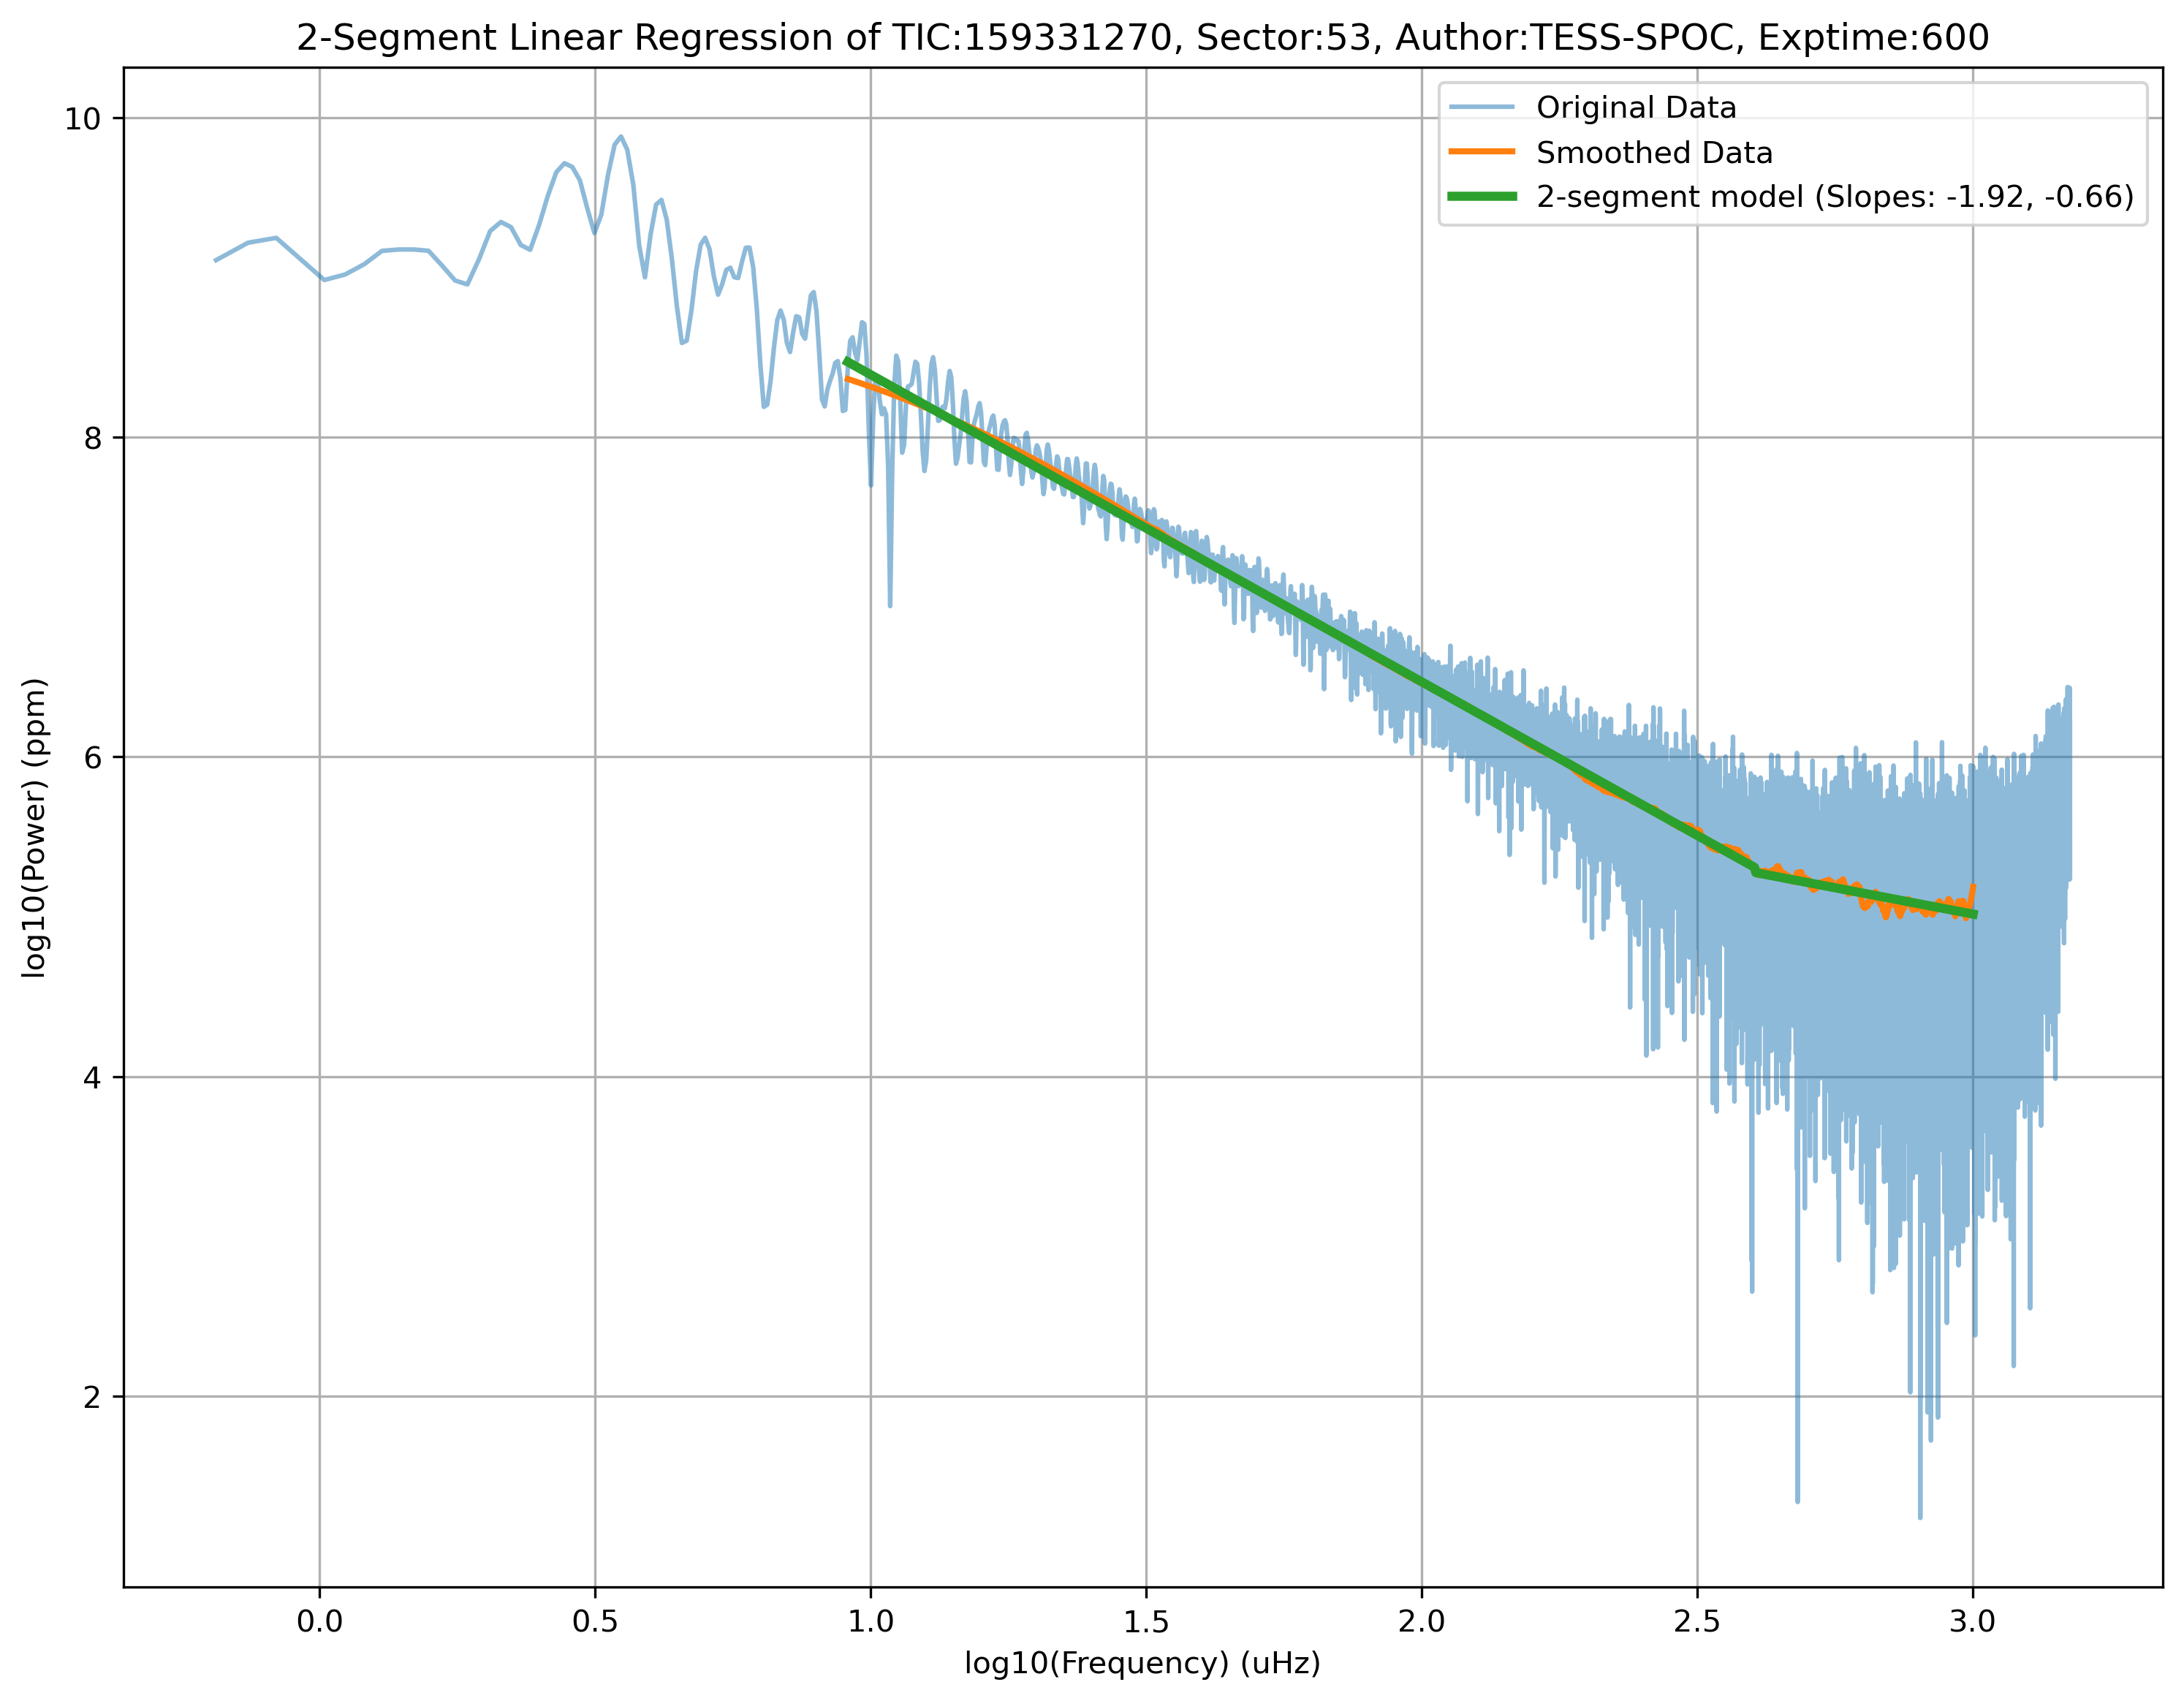 2-Segment Linear Regression of TIC:159331270, Sector:53, Author:TESS-SPOC, Exptime:600
Original Data
Smoothed Data
2-segment model (Slopes: -1.92, -0.66)
log10(Power) (ppm)
10
8
6
4
2
0.0 0.5 1.0 1.5 2.0 2.5 3.0
log10(Frequency) (uHz)